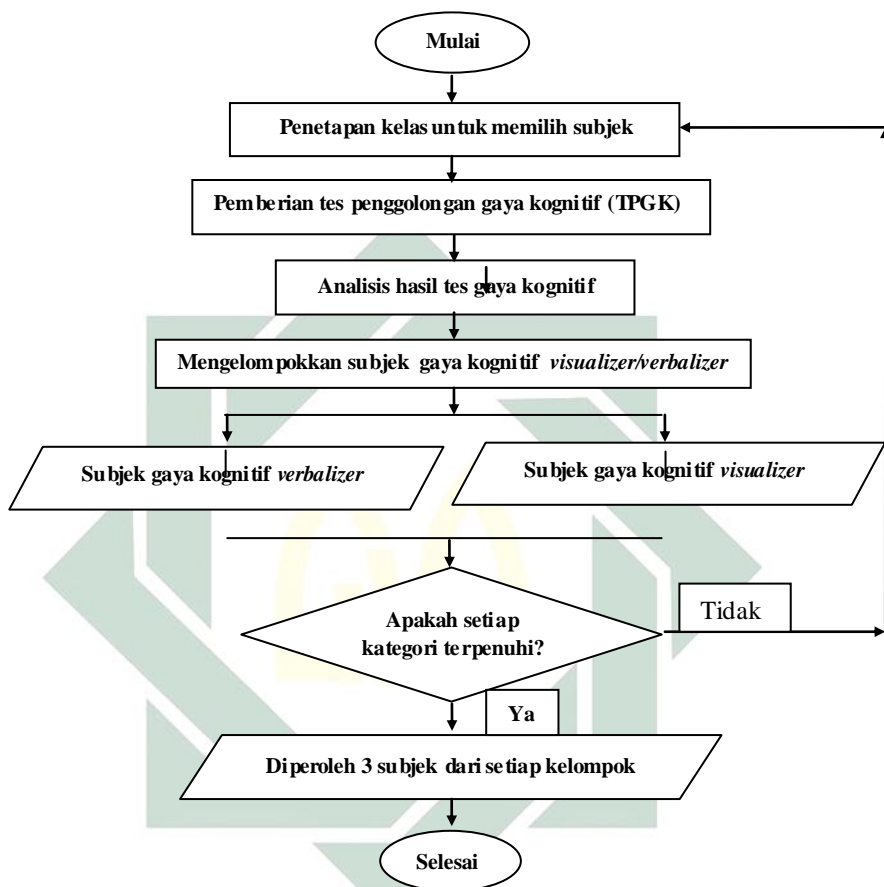 Mulai
Penetapan kelas untuk memilih subjek
Pemberian tes penggolongan gaya kognitif (TPGK)
Analisis hasil tes gaya kognitif
Mengelompokkan subjek gaya kognitif visualizer/verbalizer
Subjek gaya kognitif verbalizer
Subjek gaya kognitif visualizer
Apakah setiap
kategori terpenuhi?
Tidak
Ya
Diperoleh 3 subjek dari setiap kelompok
Selesai